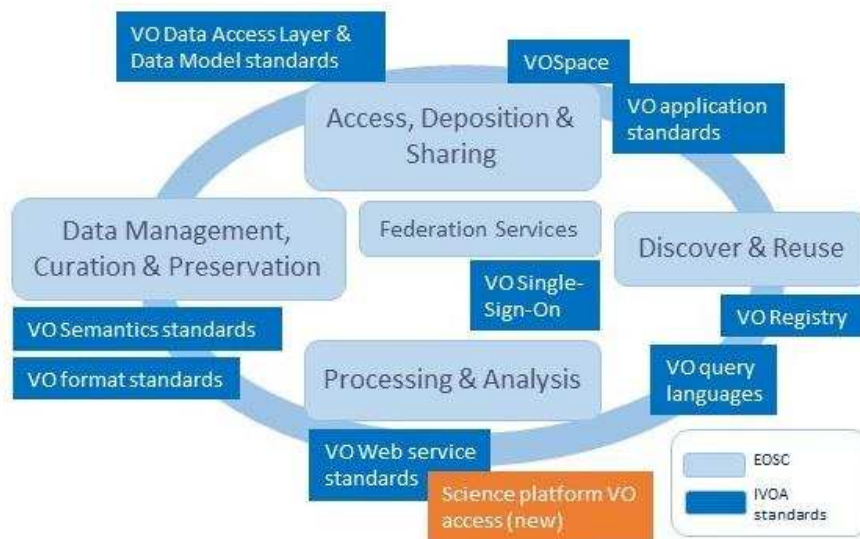 VO Data Access Layer &
Data Model standards
VOSpace
VO application
standards
Access, Deposition &
Sharing
Data Management,
Curation & Preservation
Federation Services
Discover & Reuse
VO Single-
Sign-On
VO Semantics standards
VO Registry
VO format standards
Processing & Analysis
VO query
languages
VO Web service
standards
Science platform VO
access (new)
EOSC
IVOA
standards